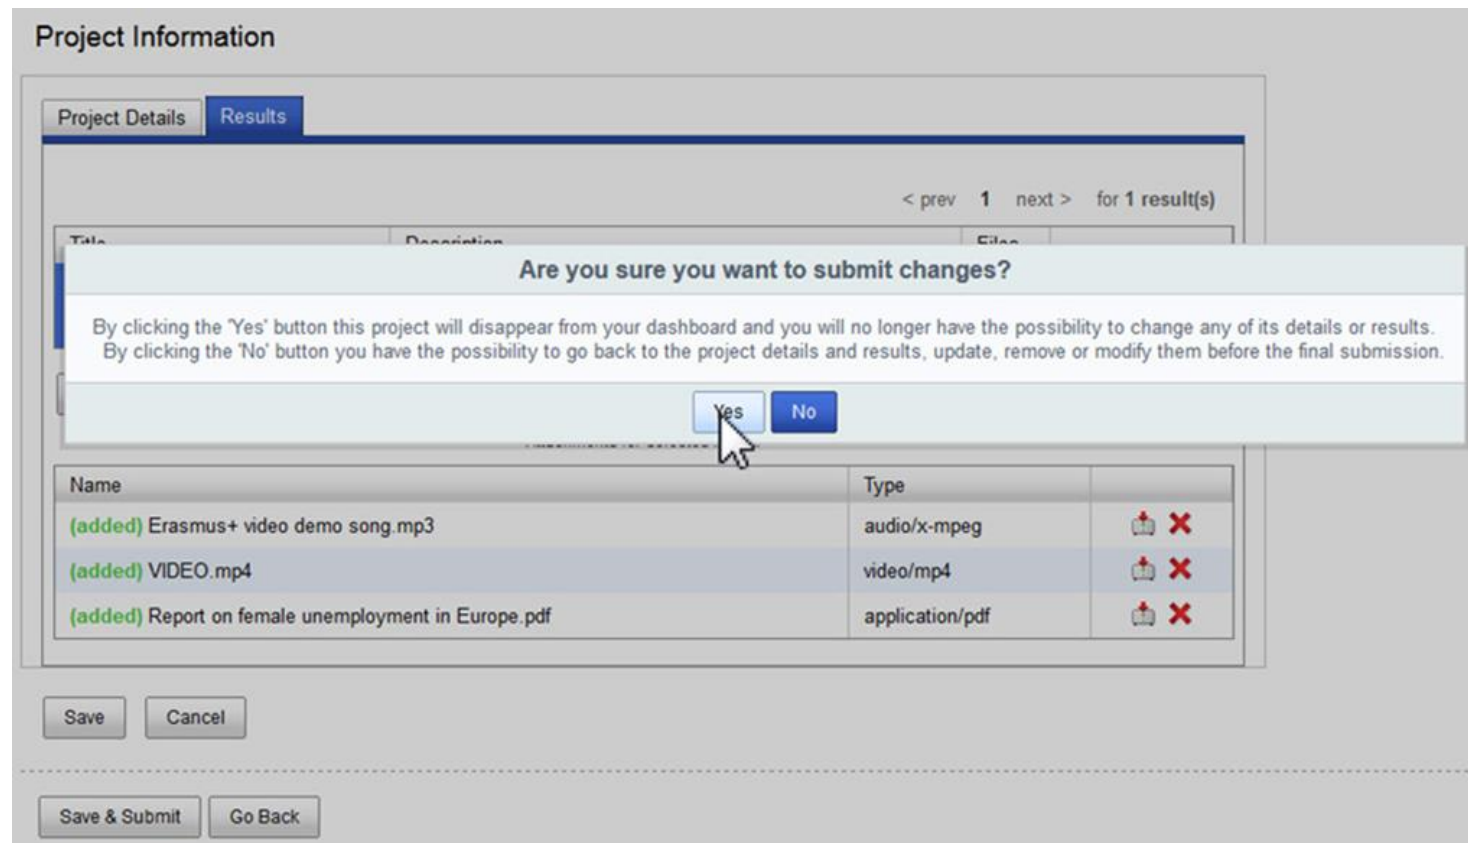 Project Information
Project Details
Results
< prev 1 next > for 1 result(s)
Title Description Files
Are you sure you want to submit changes?
By clicking the 'Yes' button this project will disappear from your dashboard and you will no longer have the possibility to change any of its details or results.
By clicking the 'No' button you have the possibility to go back to the project details and results, update, remove or modify them before the final submission.
Yes No
Name Type
(added) Erasmus+ video demo song.mp3 audio/x-mpeg
(added) VIDEO.mp4 video/mp4
(added) Report on female unemployment in Europe.pdf application/pdf
Save Cancel
Save & Submit Go Back